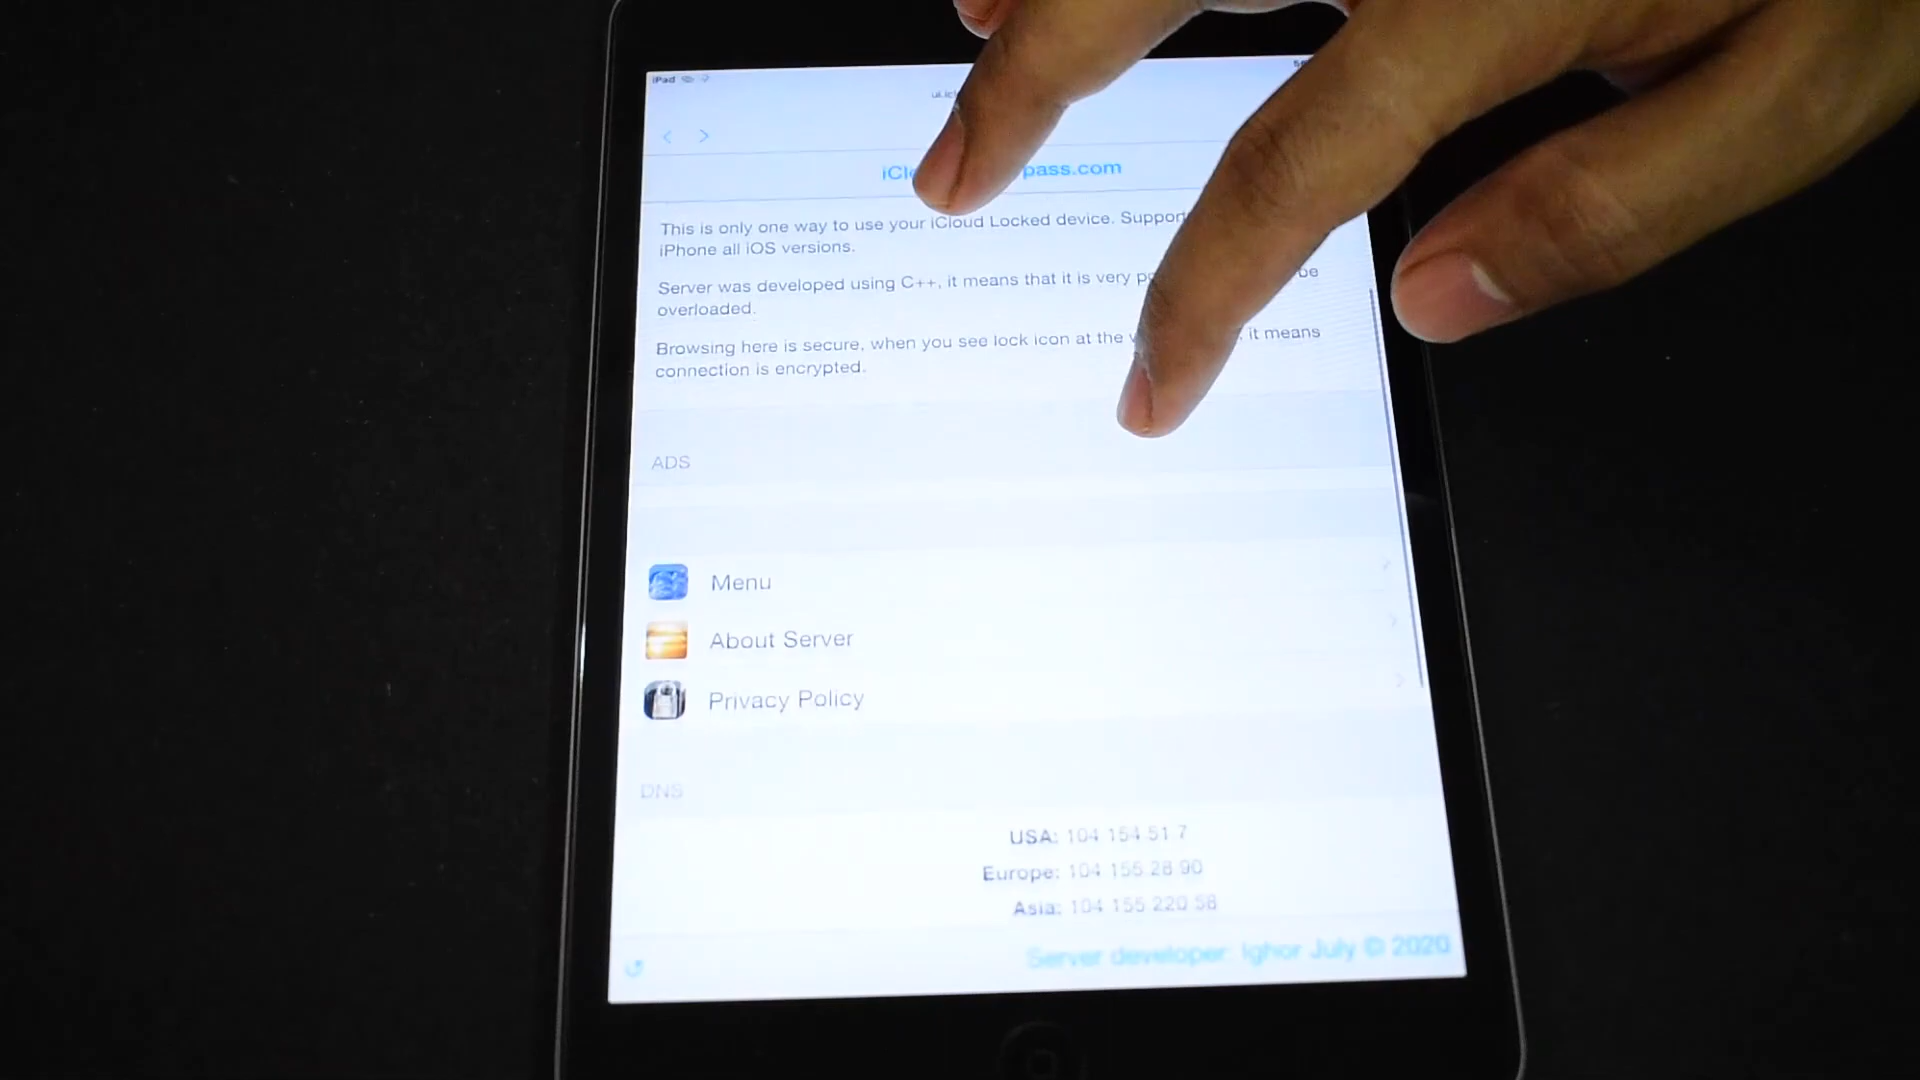 iPad
pass.com
This is only one way to use your iCloud Locked device. Support
iPhone all iOS versions.
Server was developed using C++, it means that it is very be
overloaded.
Browsing here is secure, when you see lock icon at the it means
connection is encrypted.
ADS
Menu
About Server
Privacy Policy
DNS
USA: 104 154 51 7
Europe: 104 155 28 90
Asia: 104 155 220 58
Server developer: Ighor July © 2020